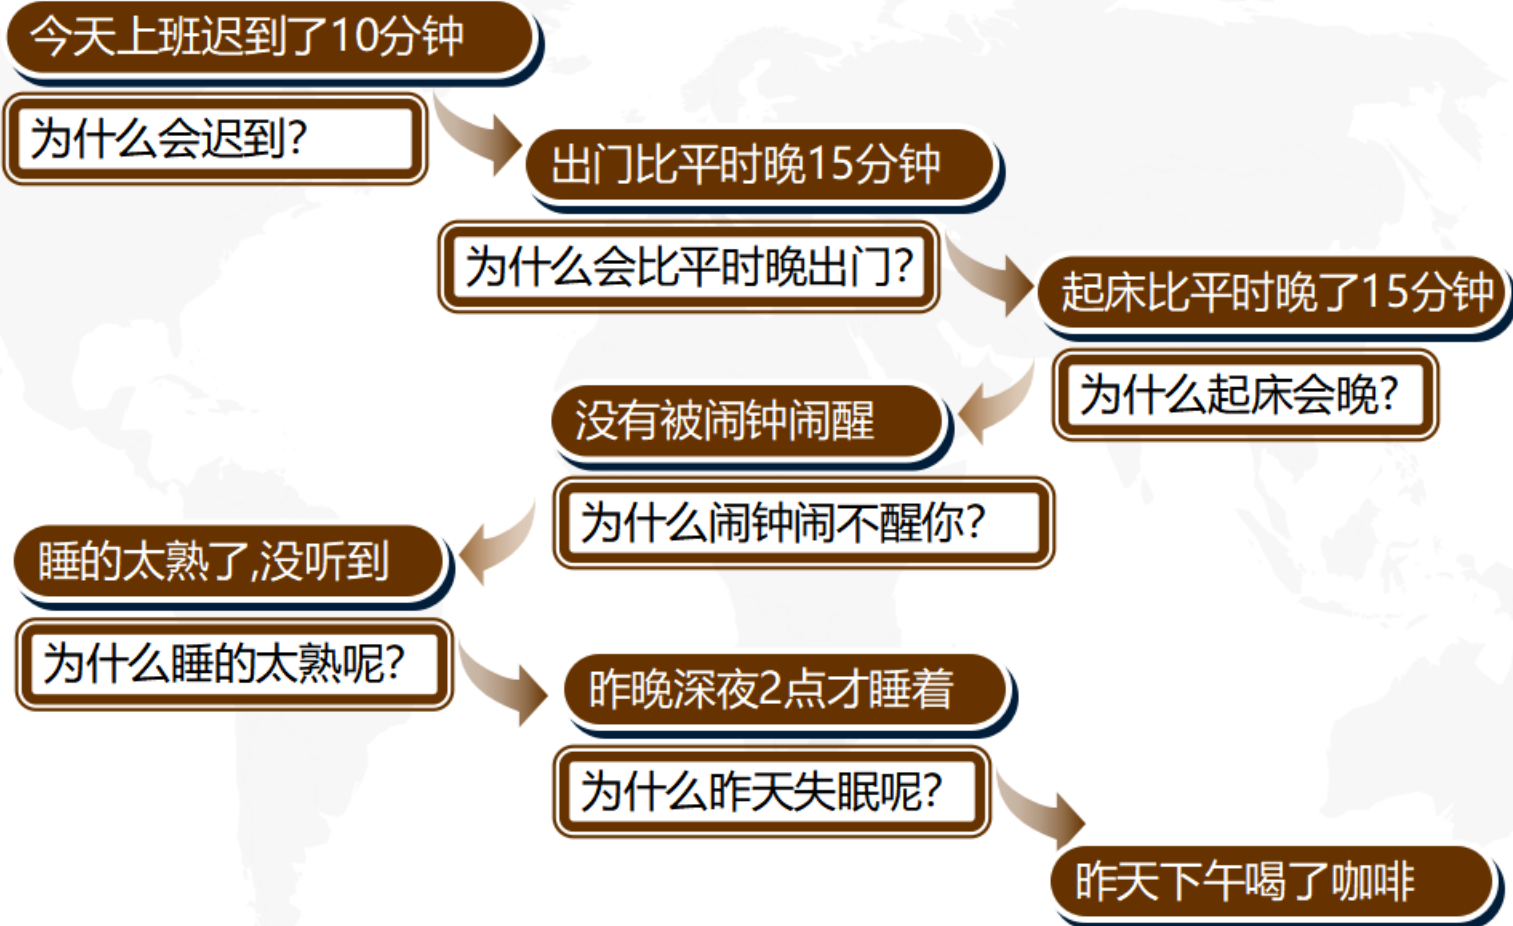 今天上班迟到了10分钟
为什么会迟到?
出门比平时晚15分钟
为什么会比平时晚出门?
起床比平时晚了15分钟
为什么起床会晚?
没有被闹钟闹醒
为什么闹钟闹不醒你?
睡的太熟了,没听到
为什么睡的太熟呢?
昨晚深夜2点才睡着
为什么昨天失眠呢?
昨天下午喝了咖啡